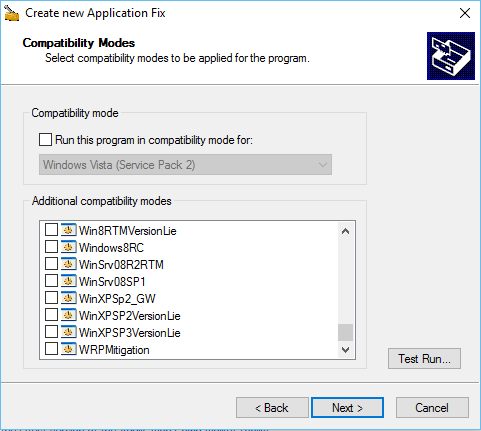 Create new Application Fix
Compatibility Modes
Select compatibility modes to be applied for the program.
Compatibility mode
Run this program in compatibility mode for:
Windows Vista (Service Pack 2)
Additional compatibility modes
Win8RTMVersionLie
Windows8RC
WinSrv08R2RTM
WinSrv08SP1
WinXPSp2_GW
WinXPSP2VersionLie
WinXPSP3VersionLie
WRPMitigation
Test Run...
< Back
Next >
Cancel